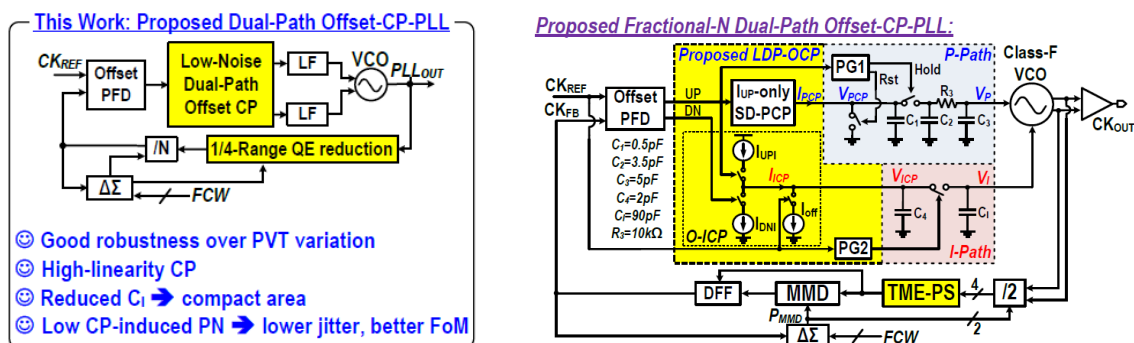 This Work: Proposed Dual-Path Offset-CP-PLL
CKREF
Offset
PFD
Low-Noise
Dual-Path
Offset CP
LF
LF
VCO
PLLOUT
/N
1/4-Range QE reduction
ΔΣ
FCW
☺ Good robustness over PVT variation
☺ High-linearity CP
☺ Reduced CI ➔ compact area
☺ Low CP-induced PN ➔ lower jitter, better FoM
Proposed Fractional-N Dual-Path Offset-CP-PLL:
Proposed LDP-OCP
P-Path
Class-F
VCO
CKREF
CKFB
Offset
PFD
UP
DN
IUP-only
SD-PCP
IPCP
PG1
Rst
Hold
VPCP
R3
VP
C1
C2
C3
CKOUT
C1=0.5pF
C2=3.5pF
C3=5pF
C4=2pF
CI=90pF
R3=10kΩ
IUPI
IICP
IDNI
Ioff
O-ICP
PG2
VICP
VI
C4
CI
I-Path
DFF
MMD
TME-PS
4
/2
PMMD
2
ΔΣ
FCW